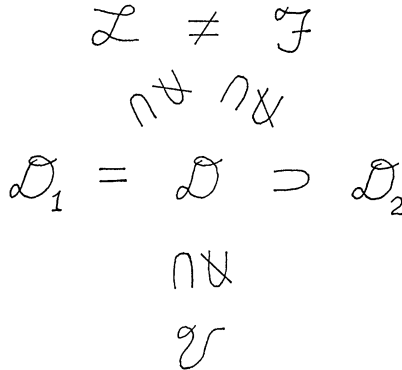 ℒ ≠ ℱ
∩ ∪̸ ∩ ∪̸
𝒟₁ = 𝒟 ⊃ 𝒟₂
∩ ∪̸
𝒱